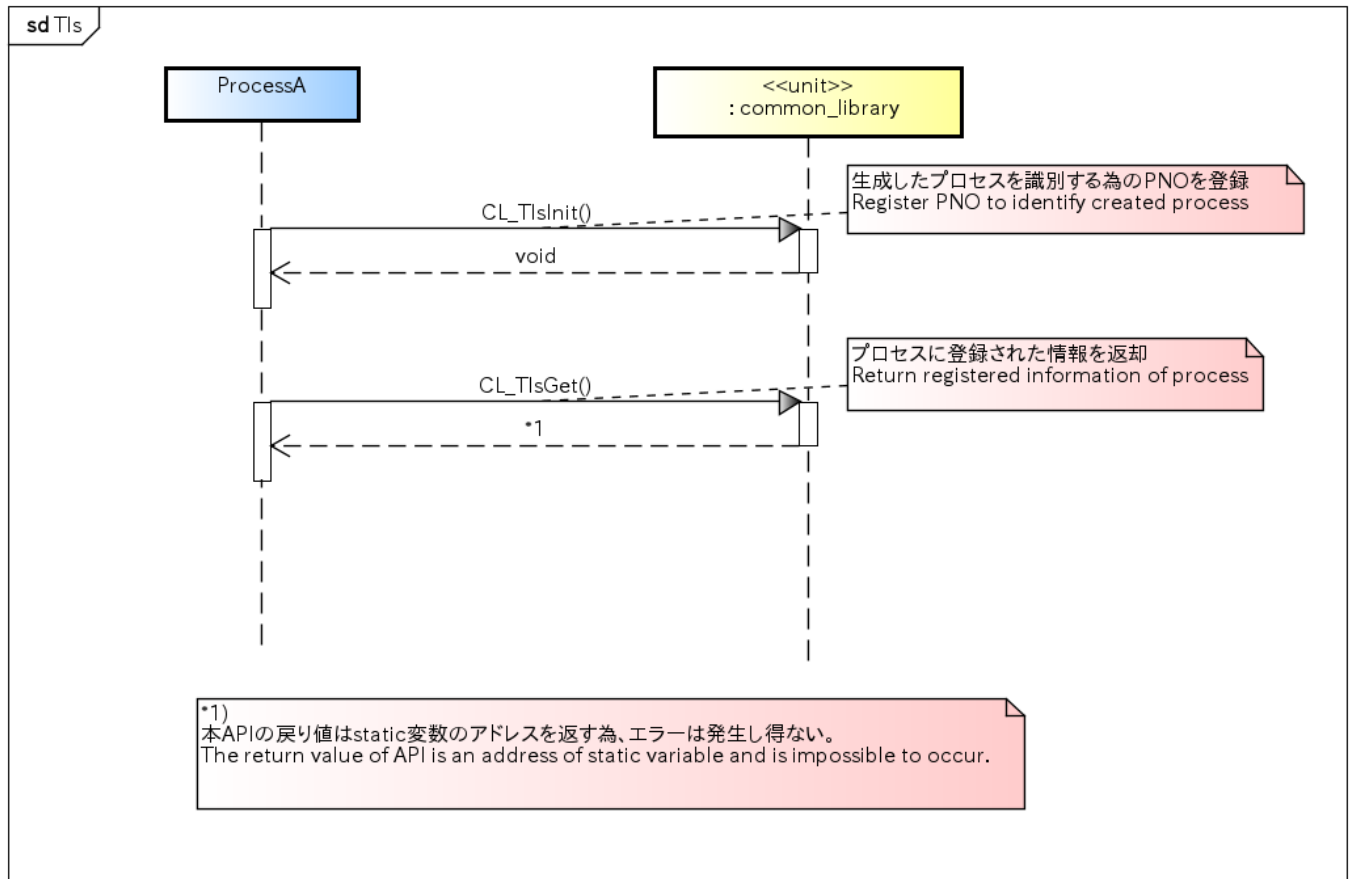 sd Tls
ProcessA
<<unit>>
: common_library
生成したプロセスを識別する為のPNOを登録
Register PNO to identify created process
CL_TlsInit()
void
プロセスに登録された情報を返却
Return registered information of process
CL_TlsGet()
*1
*1)
本APIの戻り値はstatic変数のアドレスを返す為、エラーは発生し得ない。
The return value of API is an address of static variable and is impossible to occur.